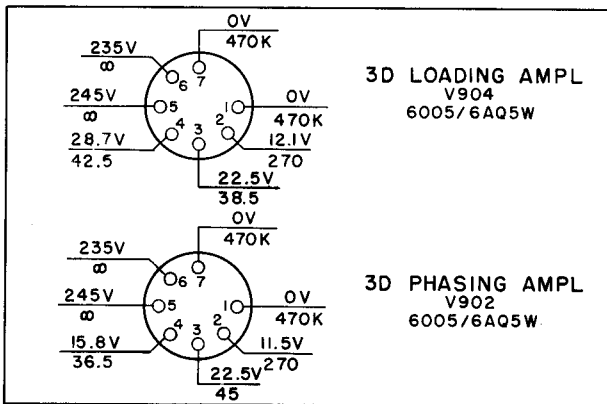 0V
470K
235V
∞
7
6
245V
∞
5
1
0V
470K
4
3
2
28.7V
42.5
12.1V
270
22.5V
38.5
3D LOADING AMPL
V904
6005/6AQ5W
0V
470K
235V
∞
7
6
245V
∞
5
1
0V
470K
4
3
2
15.8V
36.5
11.5V
270
22.5V
45
3D PHASING AMPL
V902
6005/6AQ5W